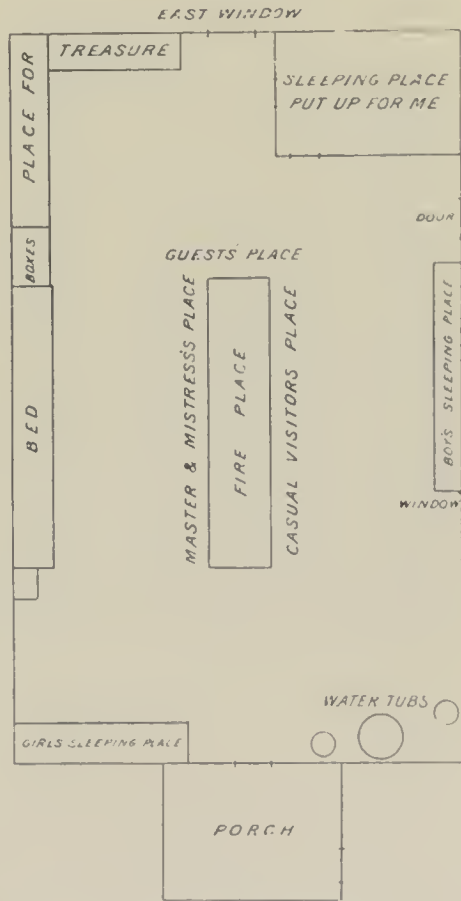 EAST WINDOW
PLACE FOR
TREASURE
SLEEPING PLACE
PUT UP FOR ME
DOOR
BOXES
GUESTS' PLACE
MASTER & MISTRESS'S PLACE
FIRE PLACE
CASUAL VISITORS PLACE
BED
BOY'S SLEEPING PLACE
WINDOW
WATER TUBS
GIRLS SLEEPING PLACE
PORCH